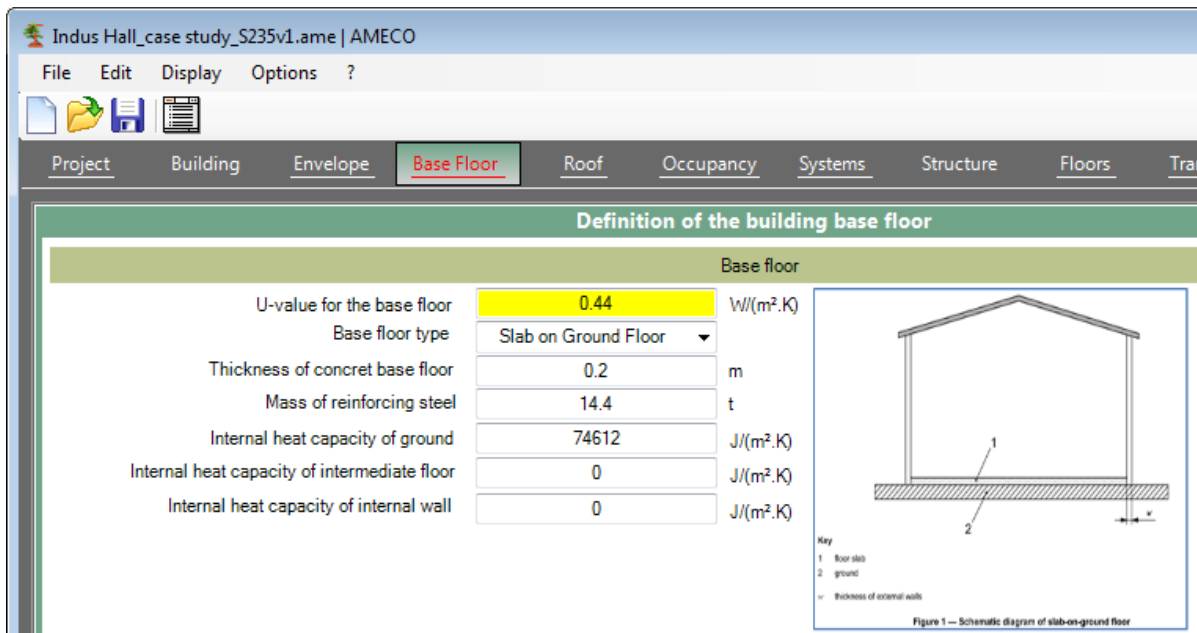 Indus Hall_case study_S235v1.ame | AMECO
File Edit Display Options ?
Project Building Envelope Base Floor Roof Occupancy Systems Structure Floors Tra
Definition of the building base floor
Base floor
U-value for the base floor 0.44 W/(m².K)
Base floor type Slab on Ground Floor
Thickness of concret base floor 0.2 m
Mass of reinforcing steel 14.4 t
Internal heat capacity of ground 74612 J/(m².K)
Internal heat capacity of intermediate floor 0 J/(m².K)
Internal heat capacity of internal wall 0 J/(m².K)
1
2
w
Key
1 floor slab
2 ground
w thickness of external walls
Figure 1 — Schematic diagram of slab-on-ground floor